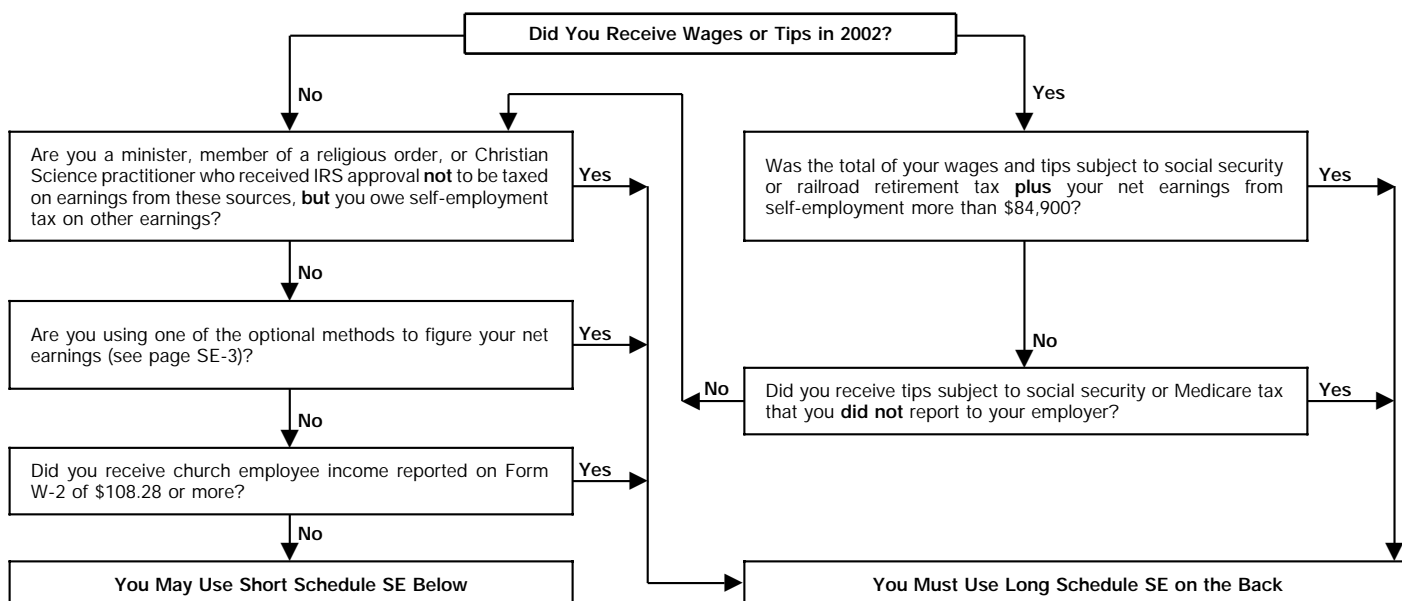 Did You Receive Wages or Tips in 2002?
No
Yes
Are you a minister, member of a religious order, or Christian
Science practitioner who received IRS approval not to be taxed
on earnings from these sources, but you owe self-employment
tax on other earnings?
Yes
Was the total of your wages and tips subject to social security
or railroad retirement tax plus your net earnings from
self-employment more than $84,900?
Yes
No
No
Are you using one of the optional methods to figure your net
earnings (see page SE-3)?
Yes
No
Did you receive tips subject to social security or Medicare tax
that you did not report to your employer?
Yes
No
Did you receive church employee income reported on Form
W-2 of $108.28 or more?
Yes
No
You May Use Short Schedule SE Below
You Must Use Long Schedule SE on the Back